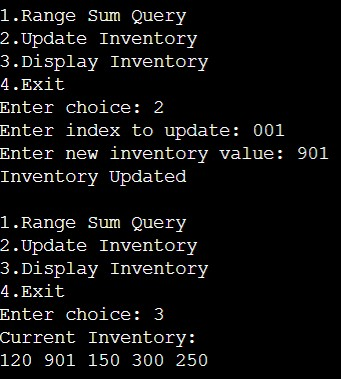 1.Range Sum Query
2.Update Inventory
3.Display Inventory
4.Exit
Enter choice: 2
Enter index to update: 001
Enter new inventory value: 901
Inventory Updated

1.Range Sum Query
2.Update Inventory
3.Display Inventory
4.Exit
Enter choice: 3
Current Inventory:
120 901 150 300 250